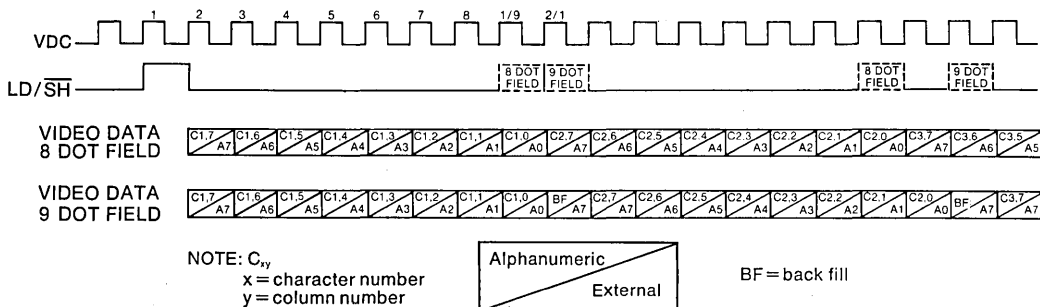 1 2 3 4 5 6 7 8 1/9 2/1
VDC
LD/SH
8 DOT FIELD 9 DOT FIELD 8 DOT FIELD 9 DOT FIELD
VIDEO DATA 8 DOT FIELD
C1,7 A7 C1,6 A6 C1,5 A5 C1,4 A4 C1,3 A3 C1,2 A2 C1,1 A1 C1,0 A0 C2,7 A7 C2,6 A6 C2,5 A5 C2,4 A4 C2,3 A3 C2,2 A2 C2,1 A1 C2,0 A0 C3,7 A7 C3,6 A6 C3,5 A5
VIDEO DATA 9 DOT FIELD
C1,7 A7 C1,6 A6 C1,5 A5 C1,4 A4 C1,3 A3 C1,2 A2 C1,1 A1 C1,0 A0 BF A7 C2,7 A7 C2,6 A6 C2,5 A5 C2,4 A4 C2,3 A3 C2,2 A2 C2,1 A1 C2,0 A0 BF A7 C3,7 A7
NOTE: Cxy
x = character number
y = column number
Alphanumeric
External
BF = back fill